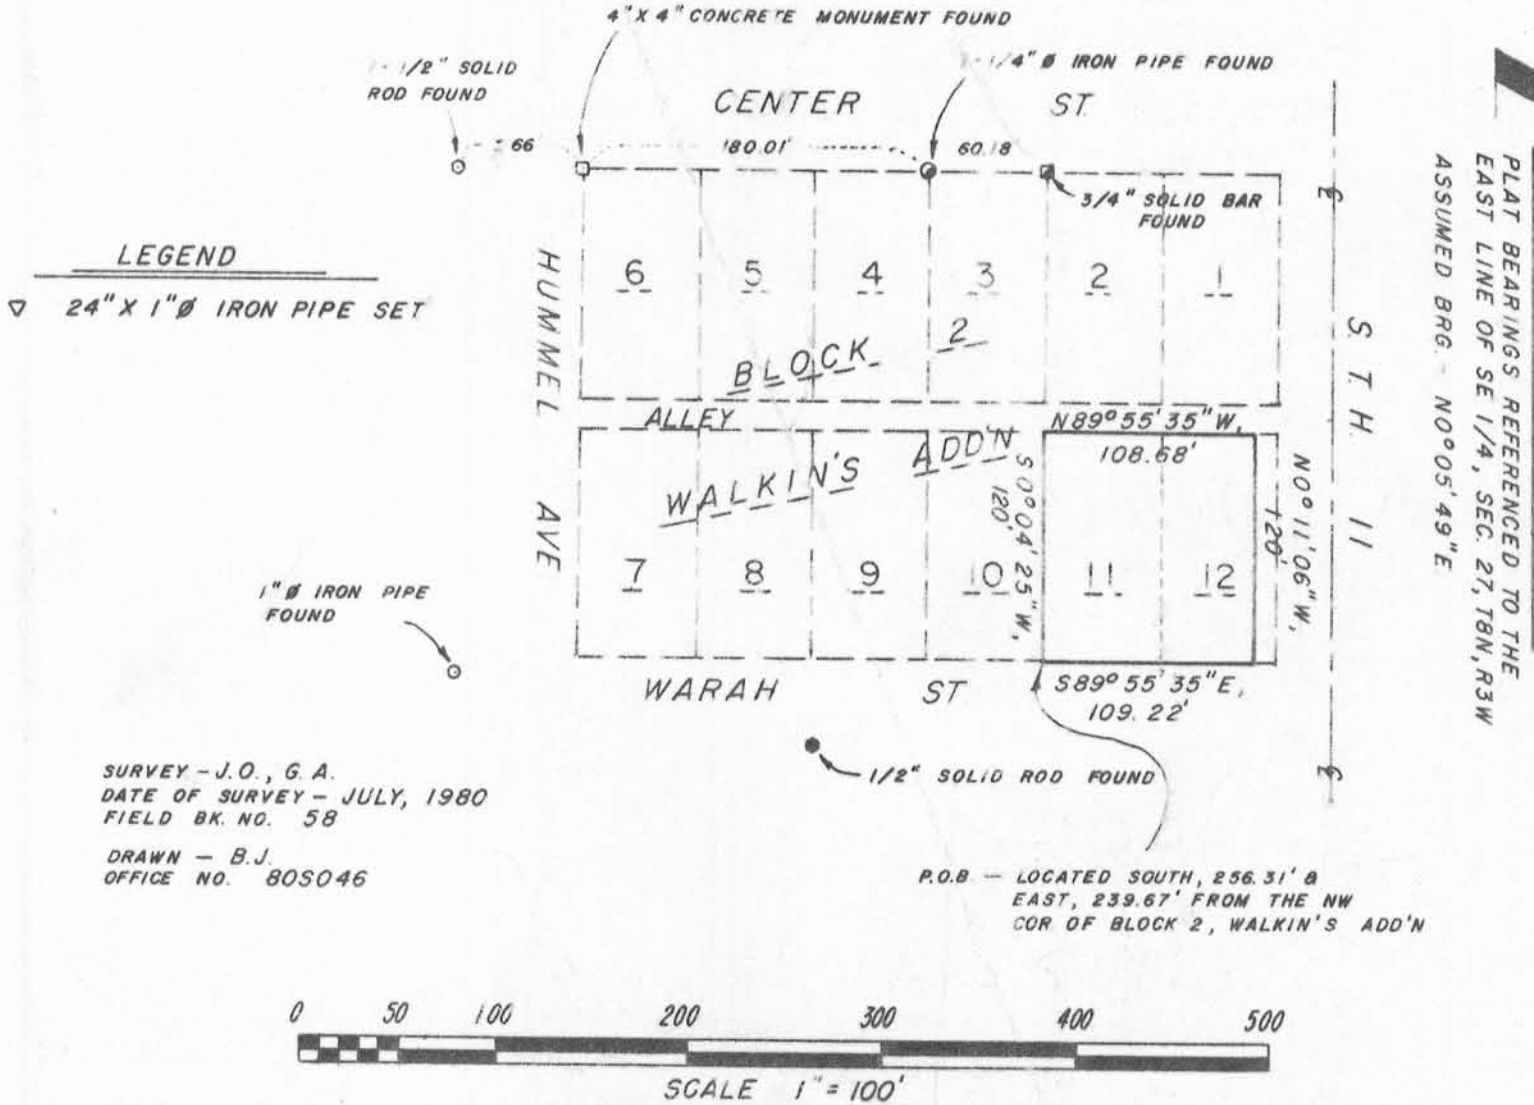 4" X 4" CONCRETE MONUMENT FOUND
1-1/2" SOLID
ROD FOUND
1-1/4" Ø IRON PIPE FOUND
CENTER ST.
66
180.01'
60.18
3/4" SOLID BAR
FOUND
LEGEND
24" X 1" Ø IRON PIPE SET
HUMMEL AVE
6 5 4 3 2 1
BLOCK 2
ALLEY
WALKIN'S ADD'N
N89° 55' 35" W,
108.68'
S 0° 04' 25" W,
120'
N0° 11' 06" W,
120'
7 8 9 10 11 12
S. T. H. 11
PLAT BEARINGS REFERENCED TO THE
EAST LINE OF SE 1/4, SEC. 27, T8N, R3W
ASSUMED BRG. - N0° 05' 49" E
1" Ø IRON PIPE
FOUND
WARAH ST
S89° 55' 35" E,
109.22'
1/2" SOLID ROD FOUND
SURVEY - J.O., G.A.
DATE OF SURVEY - JULY, 1980
FIELD BK. NO. 58
DRAWN - B.J.
OFFICE NO. 80S046
P.O.B. - LOCATED SOUTH, 256.31' &
EAST, 239.67' FROM THE NW
COR. OF BLOCK 2, WALKIN'S ADD'N
0 50 100 200 300 400 500
SCALE 1" = 100'